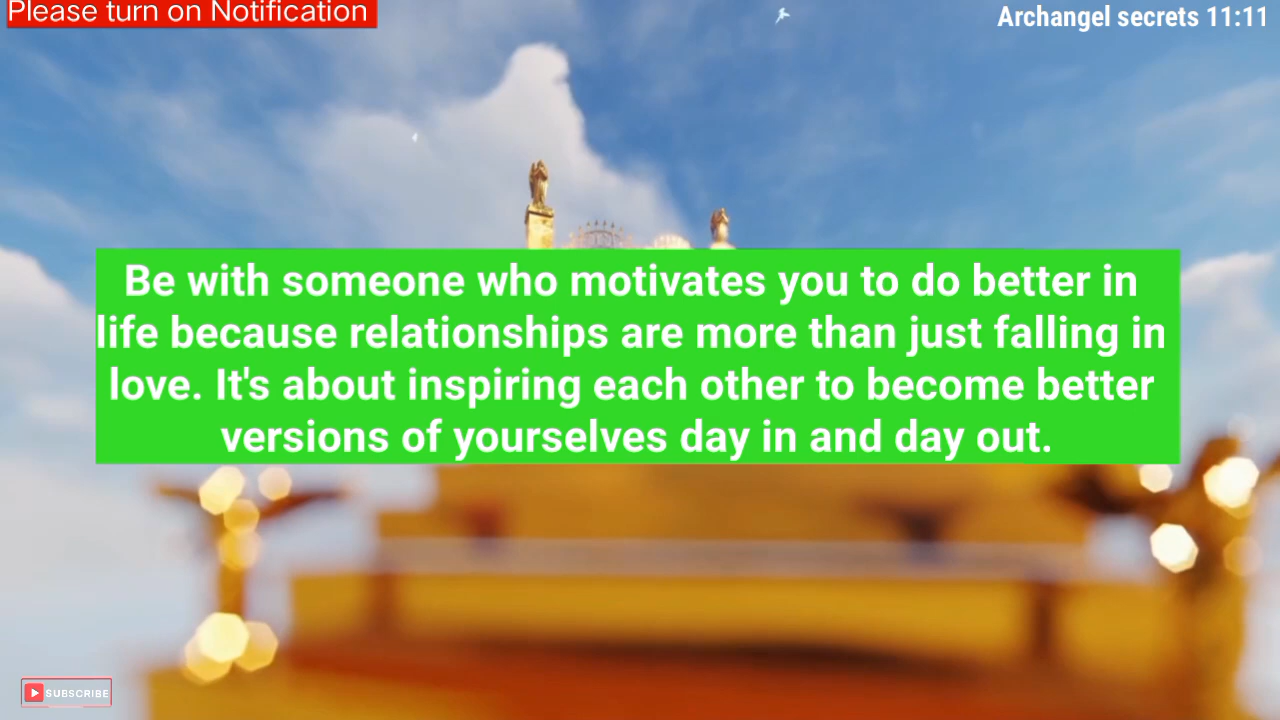 Please turn on Notification
Archangel secrets 11:11
Be with someone who motivates you to do better in
life because relationships are more than just falling in
love. It's about inspiring each other to become better
versions of yourselves day in and day out.
SUBSCRIBE